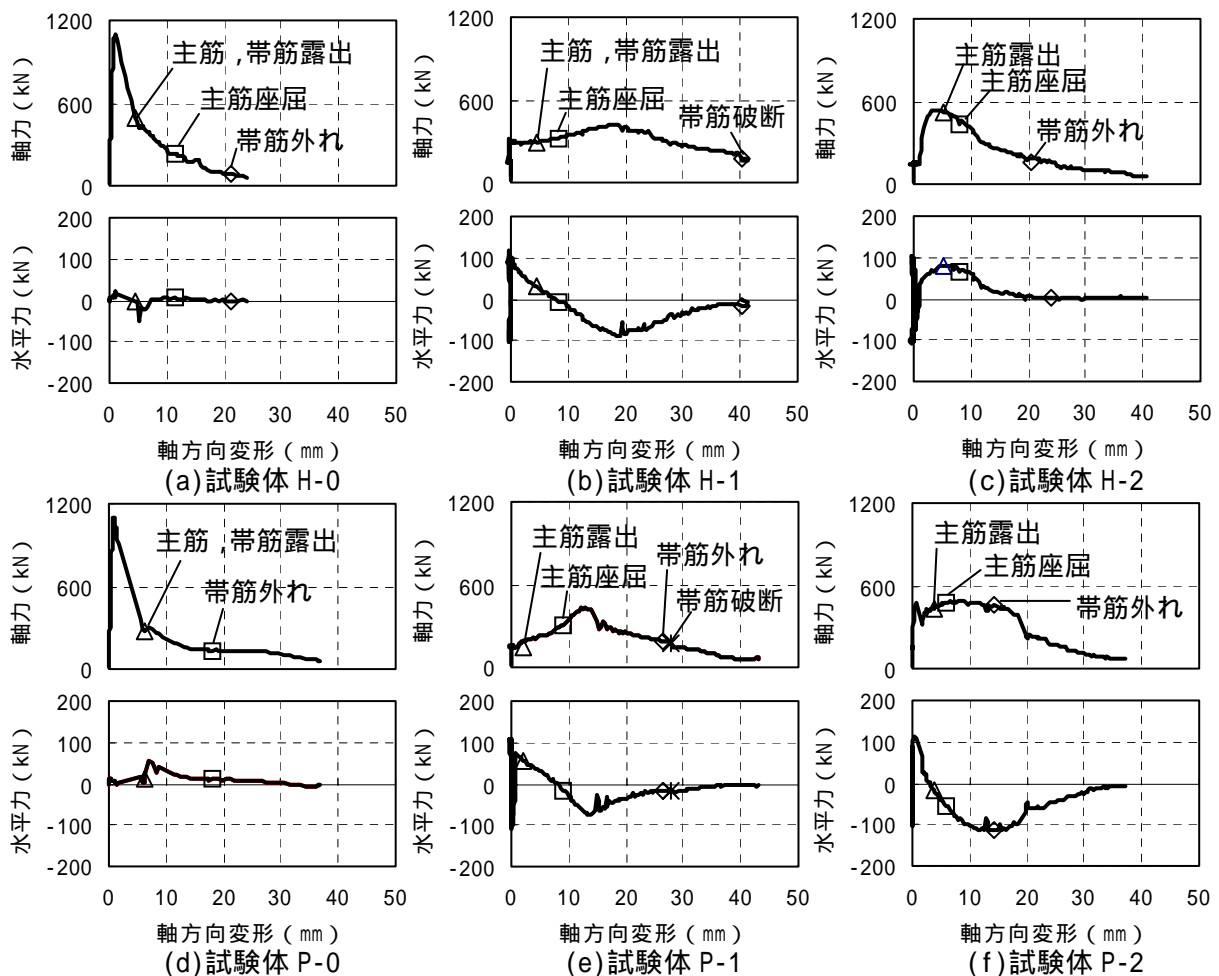 1200
600
0
軸力（kN）
主筋 ,帯筋露出
主筋座屈
帯筋外れ
200
100
0
-100
-200
水平力（kN）
0 10 20 30 40 50
軸方向変形（㎜）
(a)試験体 H-0
1200
600
0
軸力（kN）
主筋 ,帯筋露出
主筋座屈
帯筋破断
200
100
0
-100
-200
水平力（kN）
0 10 20 30 40 50
軸方向変形（㎜）
(b)試験体 H-1
1200
600
0
軸力（kN）
主筋露出
主筋座屈
帯筋外れ
200
100
0
-100
-200
水平力（kN）
0 10 20 30 40 50
軸方向変形（㎜）
(c)試験体 H-2
1200
600
0
軸力（kN）
主筋 ,帯筋露出
帯筋外れ
200
100
0
-100
-200
水平力（kN）
0 10 20 30 40 50
軸方向変形（㎜）
(d)試験体 P-0
1200
600
0
軸力（kN）
主筋露出
主筋座屈
帯筋外れ
帯筋破断
200
100
0
-100
-200
水平力（kN）
0 10 20 30 40 50
軸方向変形（㎜）
(e)試験体 P-1
1200
600
0
軸力（kN）
主筋露出
主筋座屈
帯筋外れ
200
100
0
-100
-200
水平力（kN）
0 10 20 30 40 50
軸方向変形（㎜）
(f)試験体 P-2